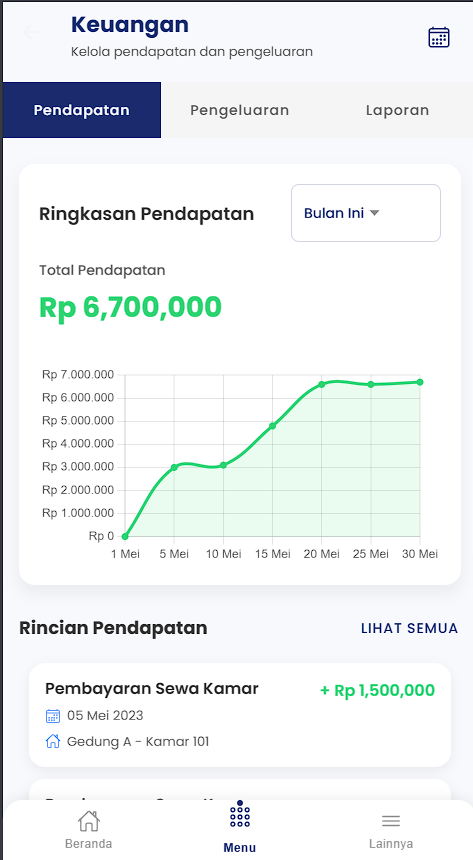 Keuangan
Kelola pendapatan dan pengeluaran
Pendapatan Pengeluaran Laporan
Ringkasan Pendapatan Bulan Ini
Total Pendapatan
Rp 6,700,000
Rp 7.000.000
Rp 6.000.000
Rp 5.000.000
Rp 4.000.000
Rp 3.000.000
Rp 2.000.000
Rp 1.000.000
Rp 0
1 Mei 5 Mei 10 Mei 15 Mei 20 Mei 25 Mei 30 Mei
Rincian Pendapatan LIHAT SEMUA
Pembayaran Sewa Kamar + Rp 1,500,000
05 Mei 2023
Gedung A - Kamar 101
Beranda Menu Lainnya